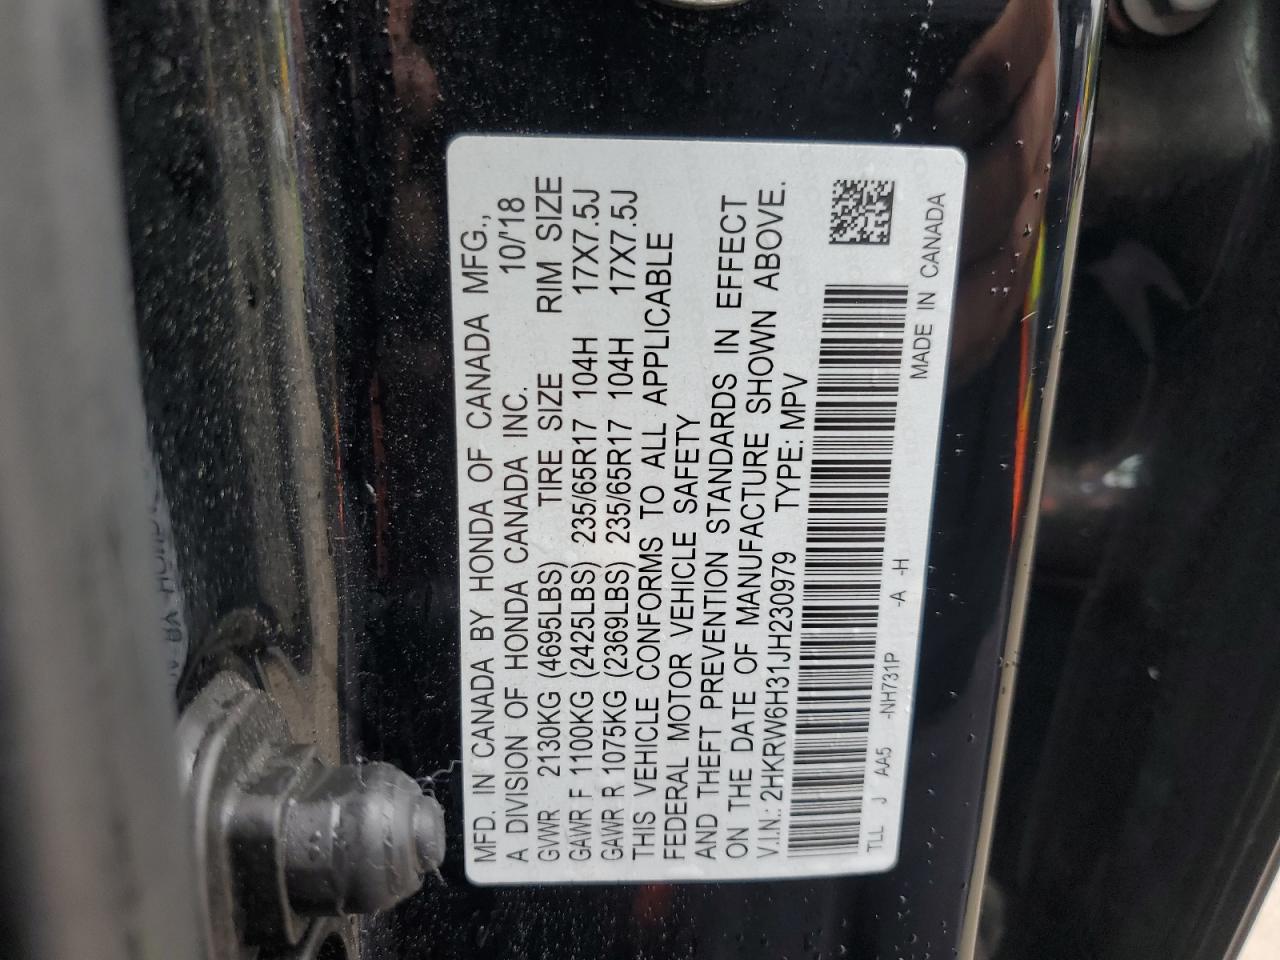 MFD. IN CANADA BY HONDA OF CANADA MFG.,
A DIVISION OF HONDA CANADA INC. 10/'18
GVWR 2130KG (4695LBS) TIRE SIZE RIM SIZE
GAWR F 1100KG (2425LBS) 235/65R17 104H 17X7.5J
GAWR R 1075KG (2369LBS) 235/65R17 104H 17X7.5J
THIS VEHICLE CONFORMS TO ALL APPLICABLE
FEDERAL MOTOR VEHICLE SAFETY
AND THEFT PREVENTION STANDARDS IN EFFECT
ON THE DATE OF MANUFACTURE SHOWN ABOVE.
V.I.N.: 2HKRW6H31JH230979 TYPE: MPV
TLL J AA5 -NH731P -A -H
MADE IN CANADA